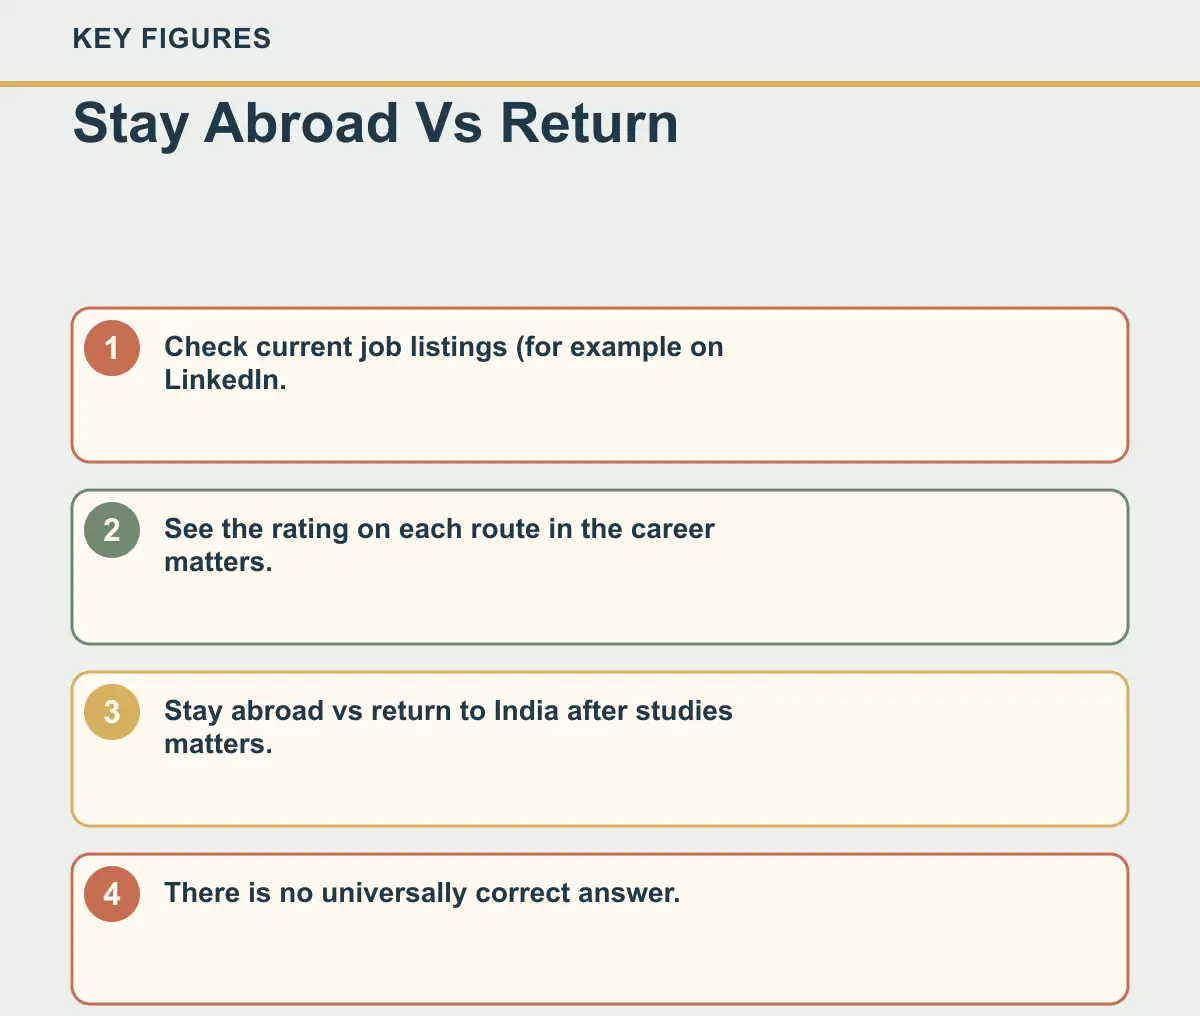 KEY FIGURES
Stay Abroad Vs Return
1
Check current job listings (for example on
LinkedIn.
2
See the rating on each route in the career
matters.
3
Stay abroad vs return to India after studies
matters.
4
There is no universally correct answer.